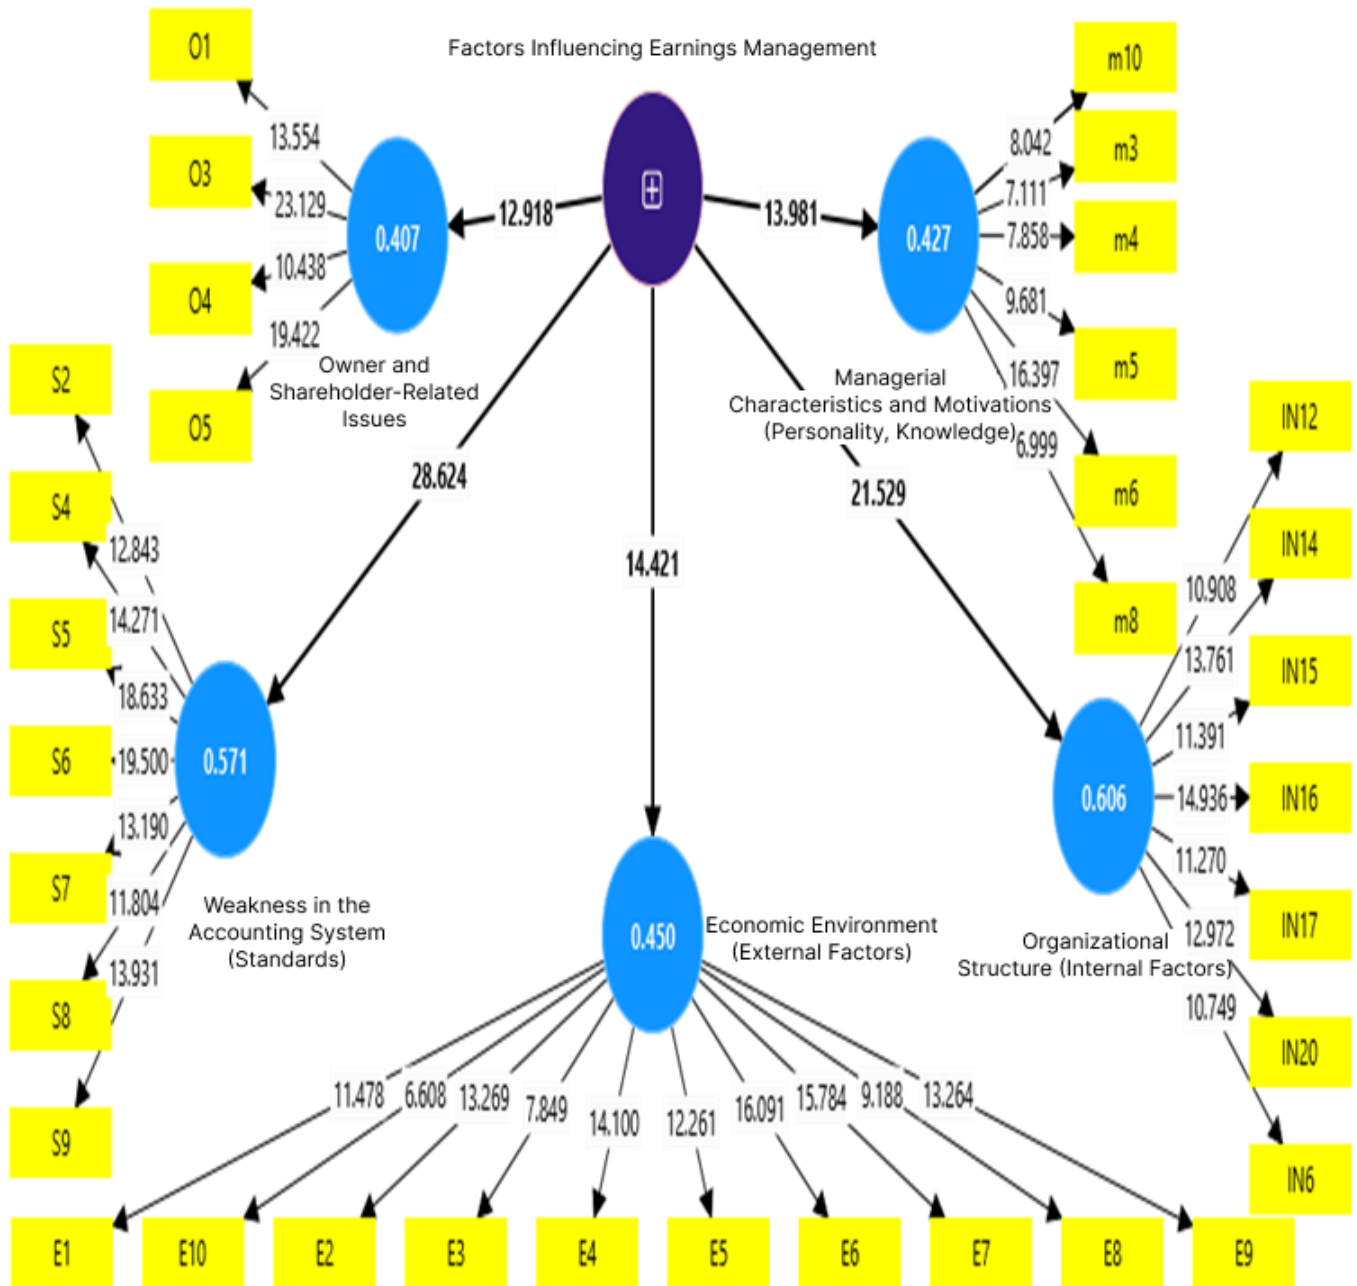 Factors Influencing Earnings Management
O1
O3
O4
O5
13.554
23.129
10.438
19.422
0.407
12.918
Owner and
Shareholder-Related
Issues
13.981
0.427
8.042
7.111
7.858
9.681
16.397
6.999
m10
m3
m4
m5
m6
m8
Managerial
Characteristics and Motivations
(Personality, Knowledge)
28.624
14.421
21.529
S2
S4
S5
S6
S7
S8
S9
12.843
14.271
18.633
19.500
13.190
11.804
13.931
0.571
Weakness in the
Accounting System
(Standards)
0.450
Economic Environment
(External Factors)
0.606
Organizational
Structure (Internal Factors)
10.908
13.761
11.391
14.936
11.270
12.972
10.749
IN12
IN14
IN15
IN16
IN17
IN20
IN6
11.478
6.608
13.269
7.849
14.100
12.261
16.091
15.784
9.188
13.264
E1
E10
E2
E3
E4
E5
E6
E7
E8
E9